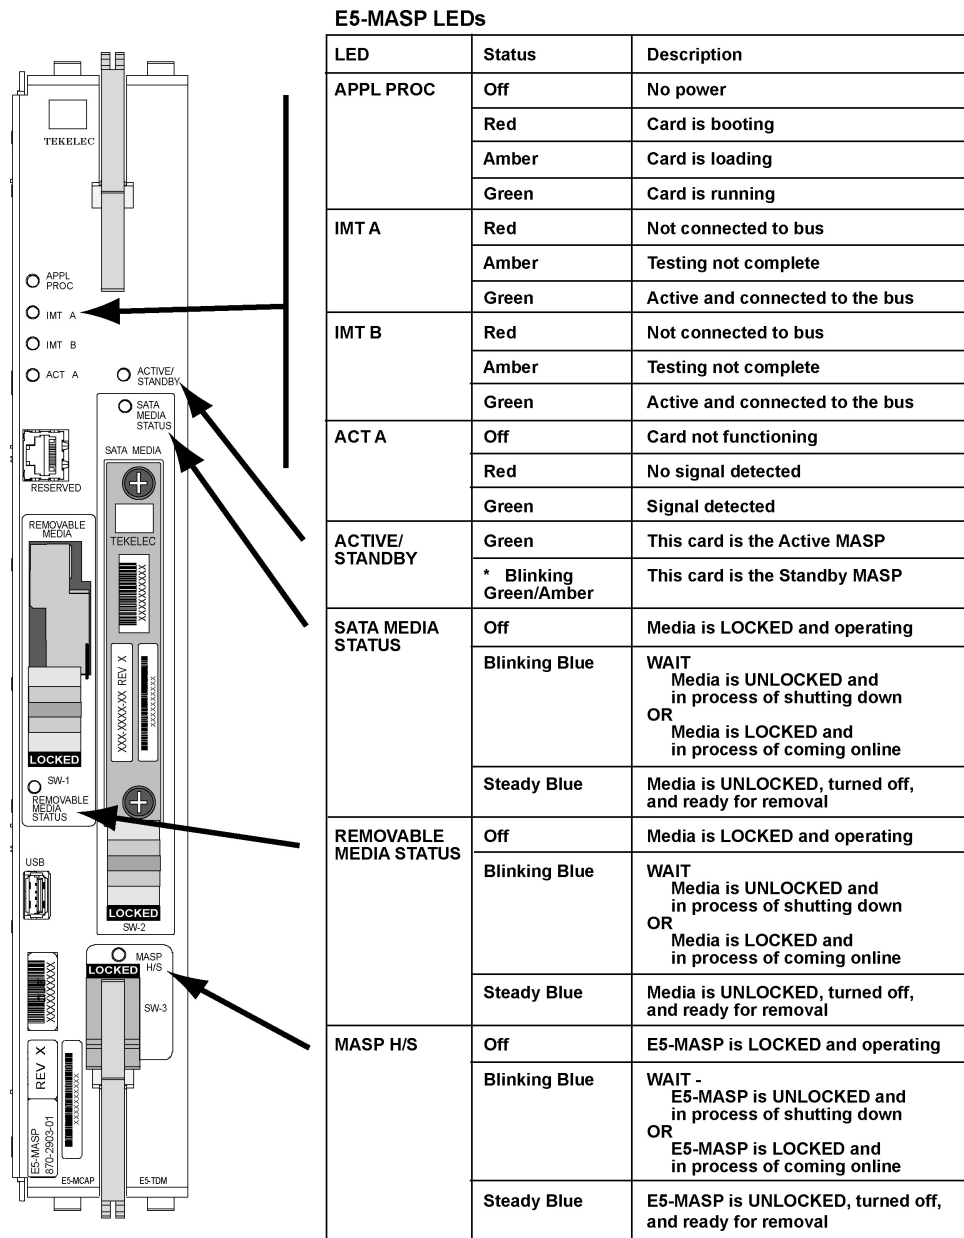 E5-MASP LEDs
LED Status Description
APPL PROC Off No power
Red Card is booting
Amber Card is loading
Green Card is running
IMT A Red Not connected to bus
Amber Testing not complete
Green Active and connected to the bus
IMT B Red Not connected to bus
Amber Testing not complete
Green Active and connected to the bus
ACT A Off Card not functioning
Red No signal detected
Green Signal detected
ACTIVE/ Green This card is the Active MASP
STANDBY
* Blinking This card is the Standby MASP
Green/Amber
SATA MEDIA Off Media is LOCKED and operating
STATUS
Blinking Blue WAIT
Media is UNLOCKED and
in process of shutting down
OR
Media is LOCKED and
in process of coming online
Steady Blue Media is UNLOCKED, turned off,
and ready for removal
REMOVABLE Off Media is LOCKED and operating
MEDIA STATUS
Blinking Blue WAIT
Media is UNLOCKED and
in process of shutting down
OR
Media is LOCKED and
in process of coming online
Steady Blue Media is UNLOCKED, turned off,
and ready for removal
MASP H/S Off E5-MASP is LOCKED and operating
Blinking Blue WAIT -
E5-MASP is UNLOCKED and
in process of shutting down
OR
E5-MASP is LOCKED and
in process of coming online
Steady Blue E5-MASP is UNLOCKED, turned off,
and ready for removal
TEKELEC
APPL
PROC
IMT A
IMT B
ACT A
ACTIVE/
STANDBY
SATA
MEDIA
STATUS
SATA MEDIA
RESERVED
REMOVABLE
MEDIA
TEKELEC
XXXXXXXXXX
XXX-XXXX-XX REV X
XXXXXXXXXX
LOCKED
SW-1
REMOVABLE
MEDIA
STATUS
USB
LOCKED
SW-2
MASP
H/S
LOCKED
SW-3
XXXXXXXXXX
REV X
XXXXXXXXXX
E5-MASP
870-2903-01
E5-MCAP
E5-TDM